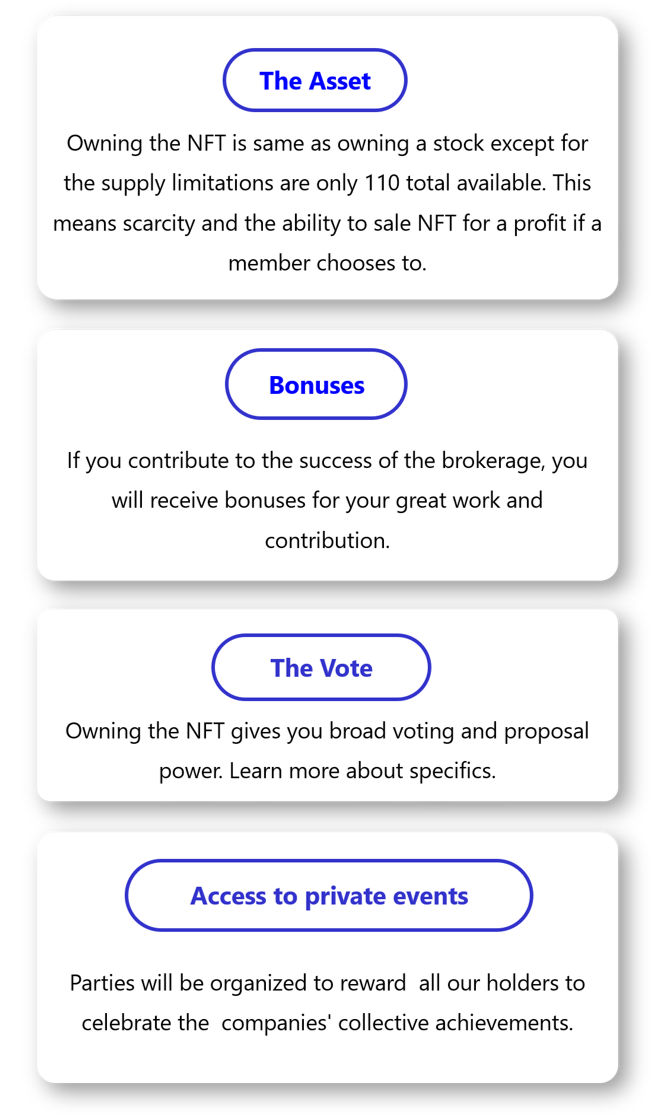 The Asset
Owning the NFT is same as owning a stock except for
the supply limitations are only 110 total available. This
means scarcity and the ability to sale NFT for a profit if a
member chooses to.
Bonuses
If you contribute to the success of the brokerage, you
will receive bonuses for your great work and
contribution.
The Vote
Owning the NFT gives you broad voting and proposal
power. Learn more about specifics.
Access to private events
Parties will be organized to reward  all our holders to
celebrate the  companies' collective achievements.